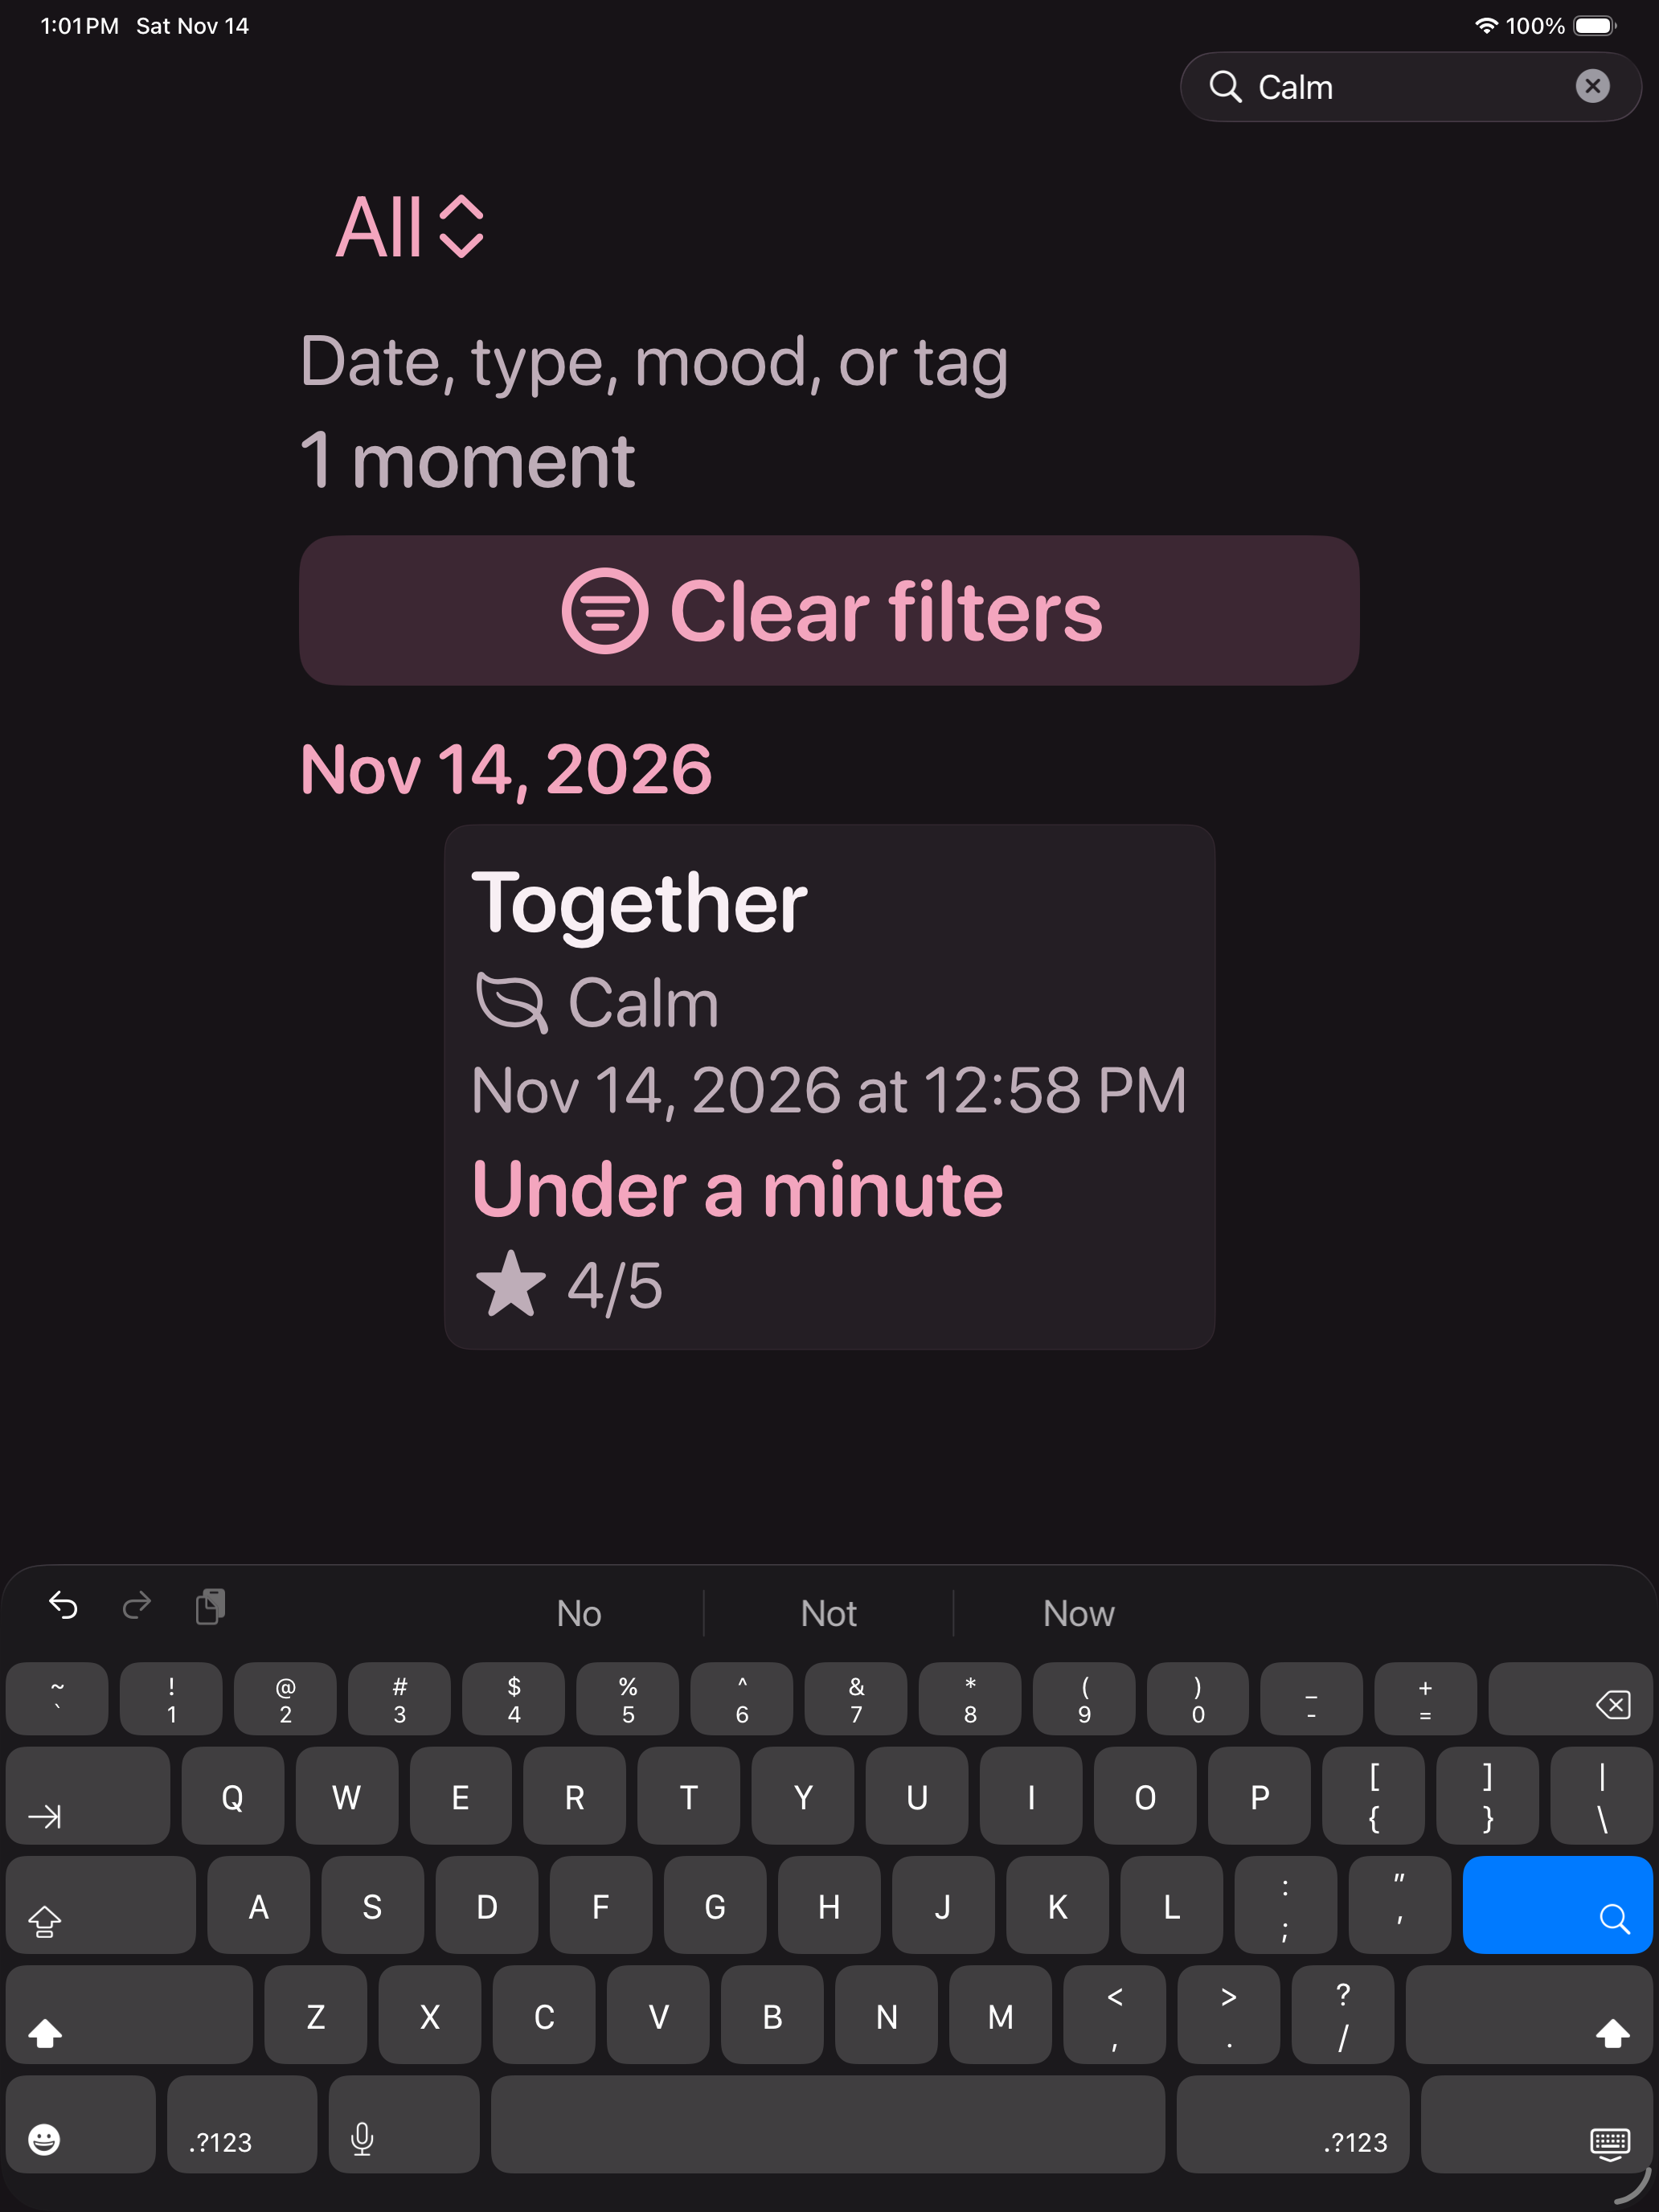 1:01 PM Sat Nov 14
100%
Calm
All
Date, type, mood, or tag
1 moment
Clear filters
Nov 14, 2026
Together
Calm
Nov 14, 2026 at 12:58 PM
Under a minute
4/5
No Not Now
~ ! @ # $ % ^ & * ( ) _ +
` 1 2 3 4 5 6 7 8 9 0 - =
Q W E R T Y U I O P [ ] |
{ } \
A S D F G H J K L : "
; '
Z X C V B N M < > ?
, . /
.?123 .?123